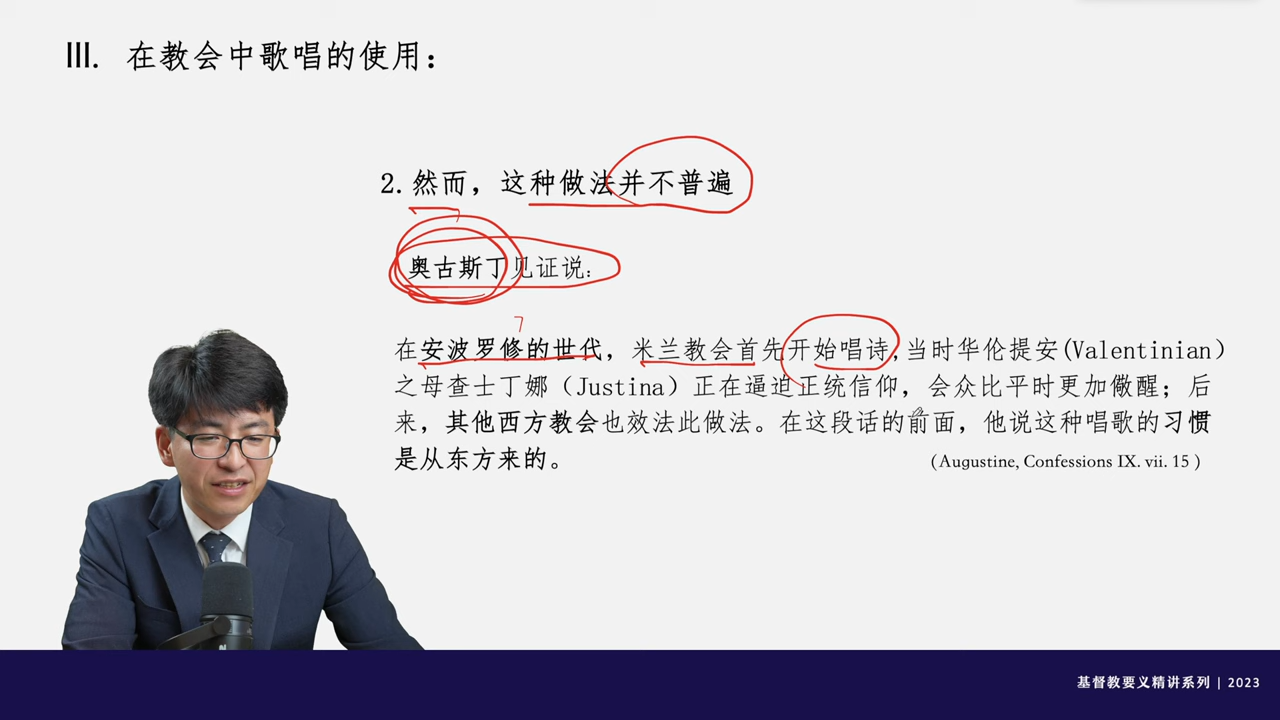 III. 在教会中歌唱的使用：
2. 然而，这种做法并不普遍
奥古斯丁见证说：
在安波罗修的世代，米兰教会首先开始唱诗，当时华伦提安(Valentinian）
之母查士丁娜（Justina）正在逼迫正统信仰，会众比平时更加儆醒；后
来，其他西方教会也效法此做法。在这段话的前面，他说这种唱歌的习惯
是从东方来的。
（Augustine, Confessions IX. vii. 15 ）
基督教要义精讲系列 | 2023